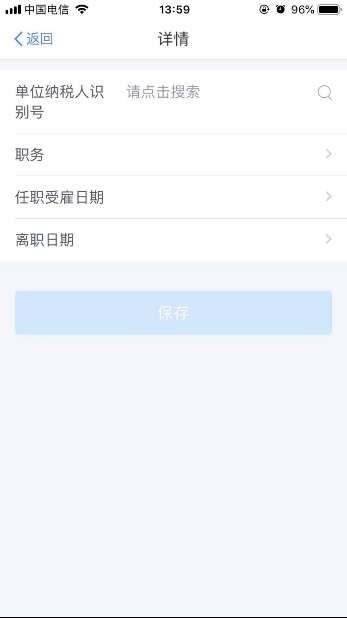 中国电信 13:59 96%
返回 详情
单位纳税人识 请点击搜索
别号
职务
任职受雇日期
离职日期
保存